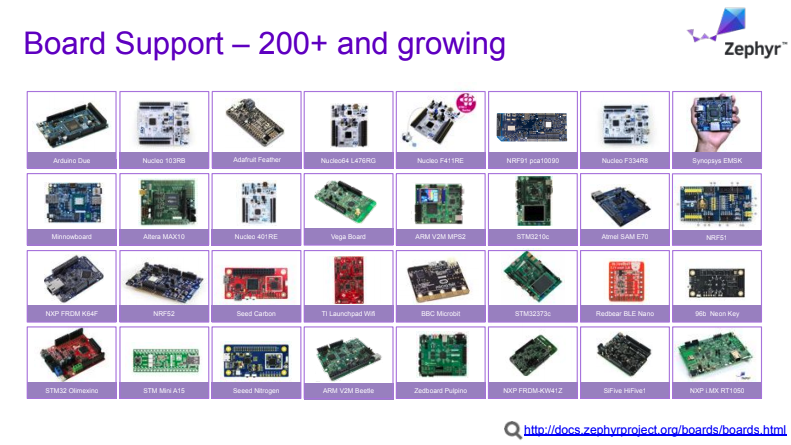 Board Support – 200+ and growing
Zephyr™
Arduino Due
Nucleo 103RB
Adafruit Feather
Nucleo64 L476RG
Nucleo F411RE
NRF91 pca10090
Nucleo F334R8
Synopsys EMSK
Minnowboard
Altera MAX10
Nucleo 401RE
Vega Board
ARM V2M MPS2
STM3210c
Atmel SAM E70
NRF51
NXP FRDM K64F
NRF52
Seed Carbon
TI Launchpad Wifi
BBC Microbit
STM32373c
Redbear BLE Nano
96b Neon Key
STM32 Olimexino
STM Mini A15
Seeed Nitrogen
ARM V2M Beetle
Zedboard Pulpino
NXP FRDM-KW41Z
SiFive HiFive1
NXP i.MX RT1050
http://docs.zephyrproject.org/boards/boards.html